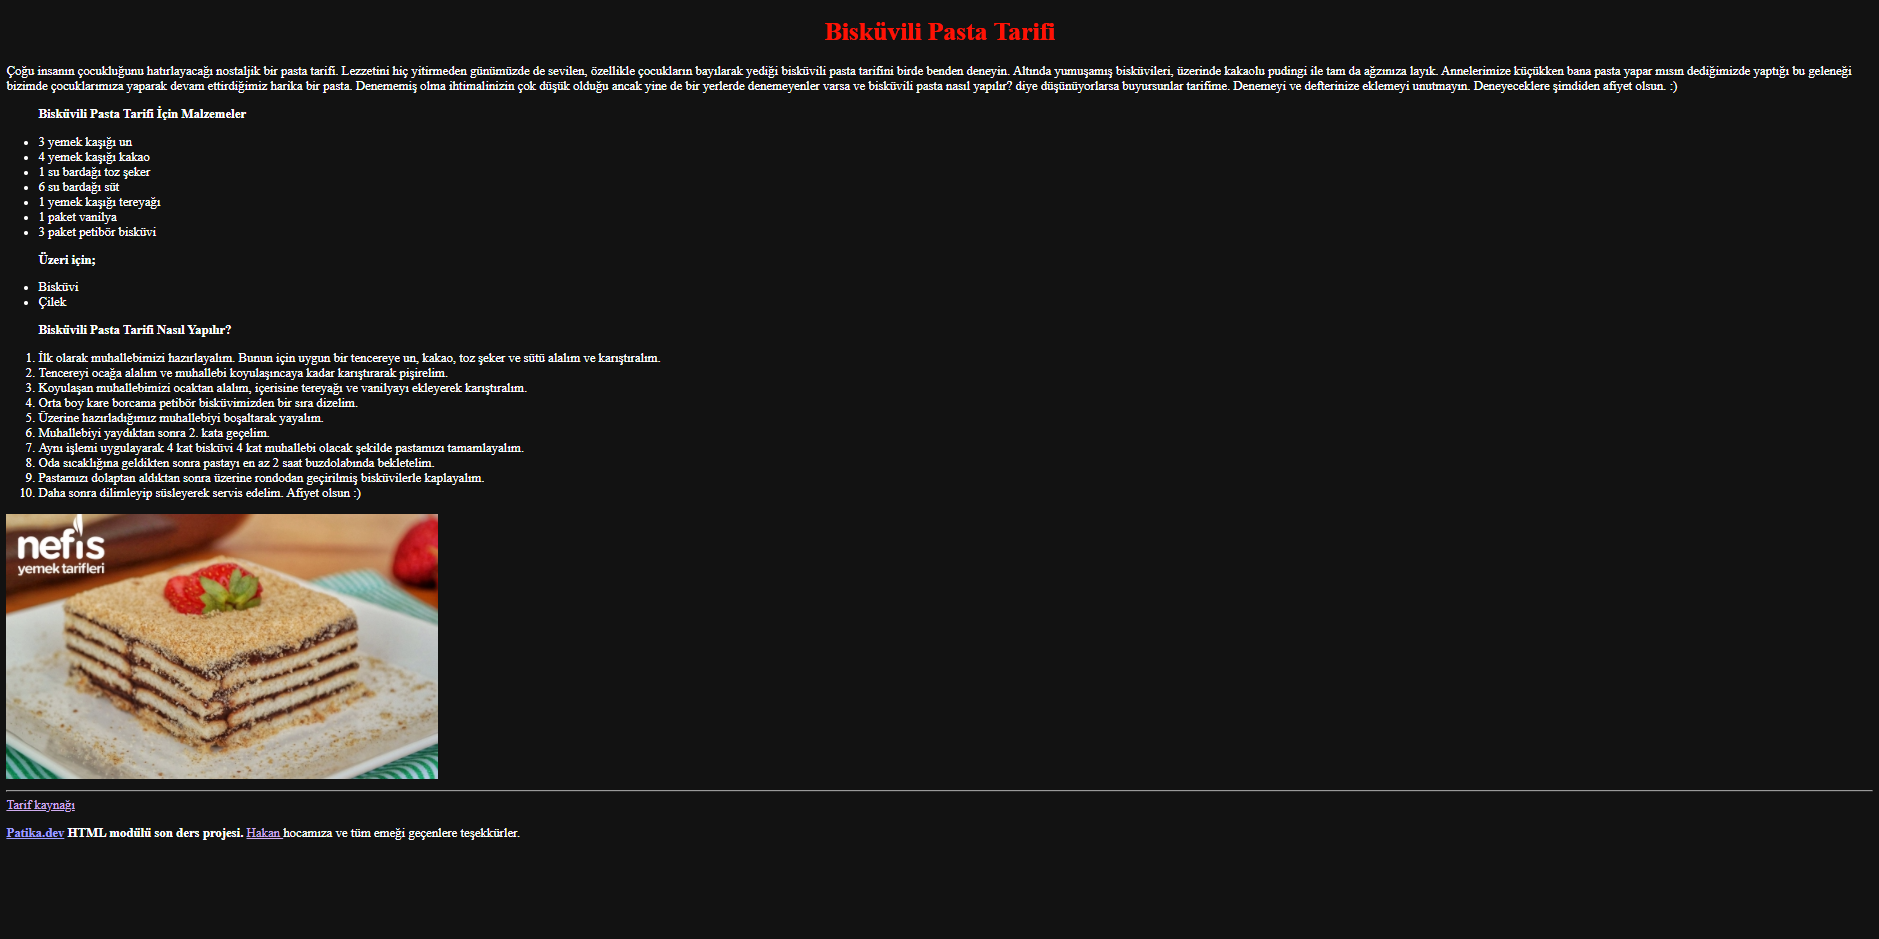 Bisküvili Pasta Tarifi
Çoğu insanın çocukluğunu hatırlayacağı nostaljik bir pasta tarifi. Lezzetini hiç yitirmeden günümüzde de sevilen, özellikle çocukların bayılarak yediği bisküvili pasta tarifini birde benden deneyin. Altında yumuşamış bisküvileri, üzerinde kakaolu pudingi ile tam da ağzınıza layık. Annelerimize küçükken bana pasta yapar mısın dediğimizde yaptığı bu geleneği
bizimde çocuklarımıza yaparak devam ettirdiğimiz harika bir pasta. Denememiş olma ihtimalinizin çok düşük olduğu ancak yine de bir yerlerde denemeyenler varsa ve bisküvili pasta nasıl yapılır? diye düşünüyorlarsa buyursunlar tarifime. Denemeyi ve defterinize eklemeyi unutmayın. Deneyeceklere şimdiden afiyet olsun. :)
Bisküvili Pasta Tarifi İçin Malzemeler
• 3 yemek kaşığı un
• 4 yemek kaşığı kakao
• 1 su bardağı toz şeker
• 6 su bardağı süt
• 1 yemek kaşığı tereyağı
• 1 paket vanilya
• 3 paket petibör bisküvi
Üzeri için;
• Bisküvi
• Çilek
Bisküvili Pasta Tarifi Nasıl Yapılır?
1. İlk olarak muhallebimizi hazırlayalım. Bunun için uygun bir tencereye un, kakao, toz şeker ve sütü alalım ve karıştıralım.
2. Tencereyi ocağa alalım ve muhallebi koyulaşıncaya kadar karıştırarak pişirelim.
3. Koyulaşan muhallebimizi ocaktan alalım, içerisine tereyağı ve vanilyayı ekleyerek karıştıralım.
4. Orta boy kare borcama petibör bisküvimizden bir sıra dizelim.
5. Üzerine hazırladığımız muhallebiyi boşaltarak yayalım.
6. Muhallebiyi yaydıktan sonra 2. kata geçelim.
7. Aynı işlemi uygulayarak 4 kat bisküvi 4 kat muhallebi olacak şekilde pastamızı tamamlayalım.
8. Oda sıcaklığına geldikten sonra pastayı en az 2 saat buzdolabında bekletelim.
9. Pastamızı dolaptan aldıktan sonra üzerine rondodan geçirilmiş bisküvilerle kaplayalım.
10. Daha sonra dilimleyip süsleyerek servis edelim. Afiyet olsun :)
nefis
yemek tarifleri
Tarif kaynağı
Patika.dev HTML modülü son ders projesi. Hakan hocamıza ve tüm emeği geçenlere teşekkürler.